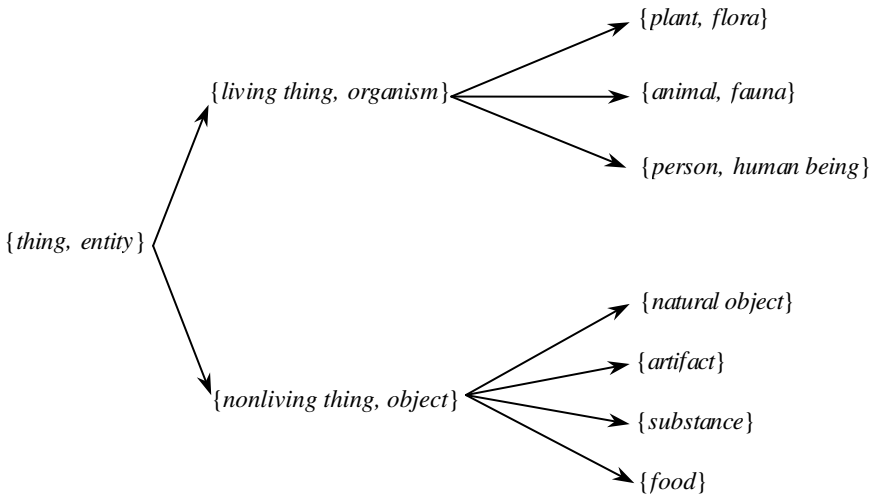 {plant, flora}
{living thing, organism}
{animal, fauna}
{person, human being}
{thing, entity}
{natural object}
{artifact}
{nonliving thing, object}
{substance}
{food}